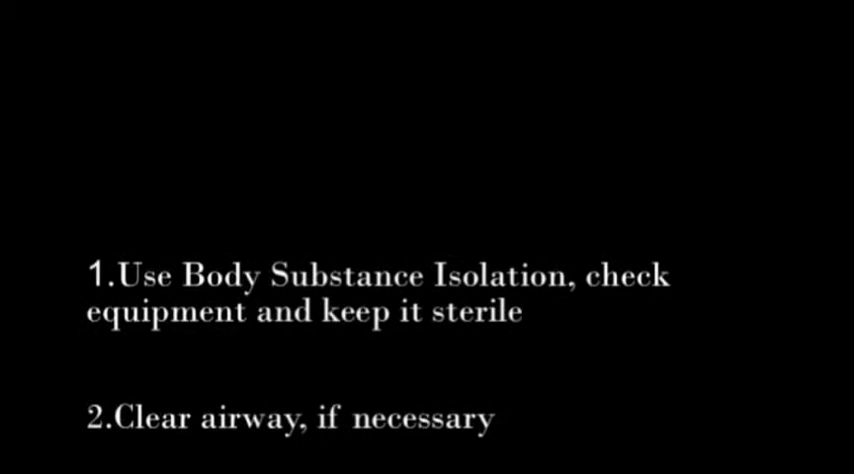 1.Use Body Substance Isolation, check
equipment and keep it sterile
2.Clear airway, if necessary